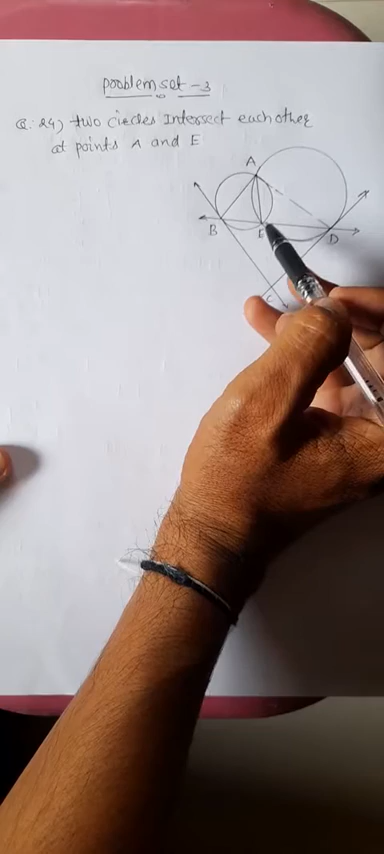 problem set - 3
Q. 24) two circles Intersect each other
at points A and E
A
B
E
D
C